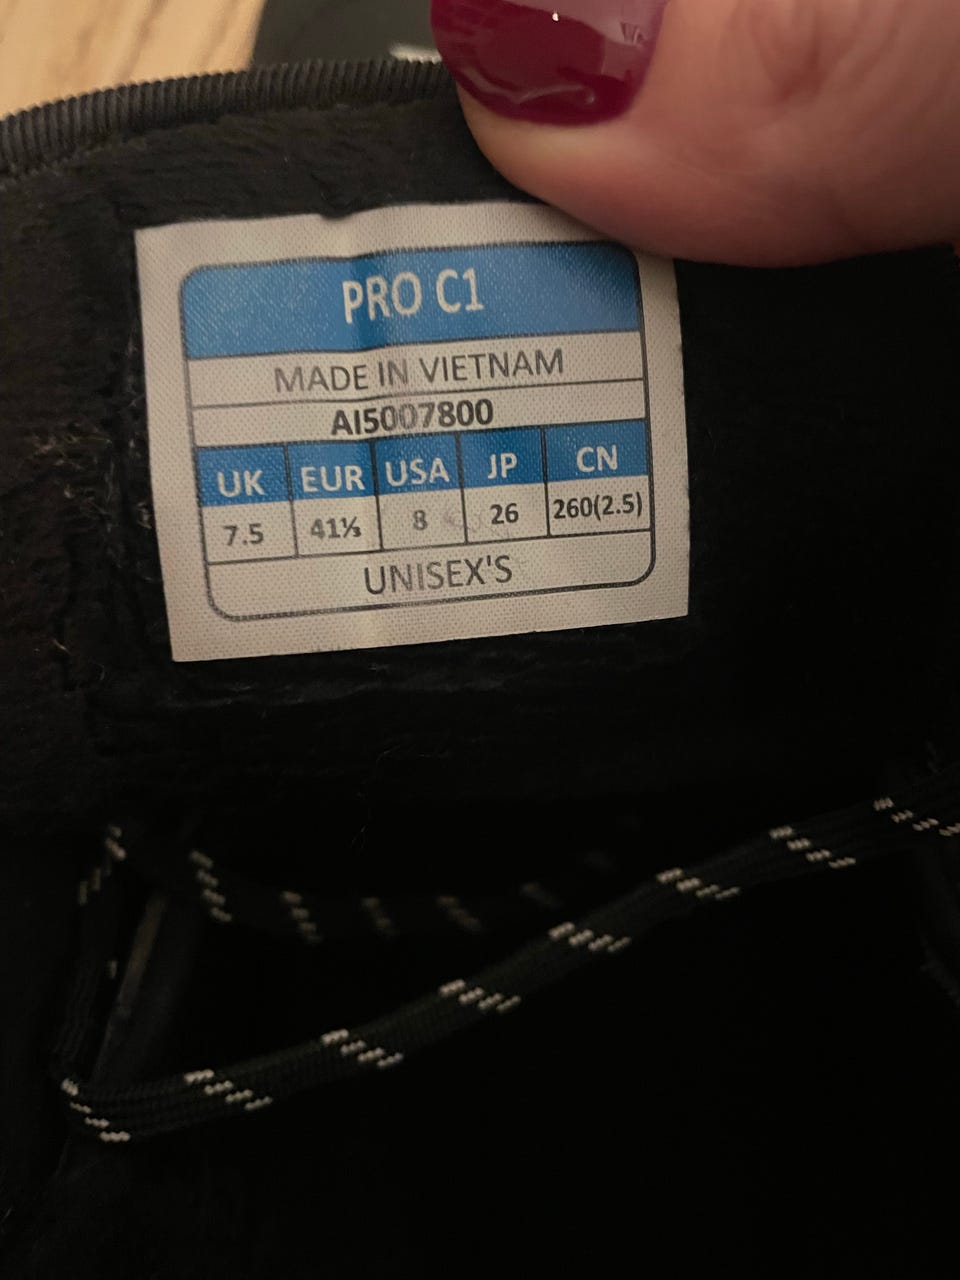 PRO C1
MADE IN VIETNAM
AI5007800
UK EUR USA JP CN
7.5 41⅓ 8 26 260(2.5)
UNISEX'S